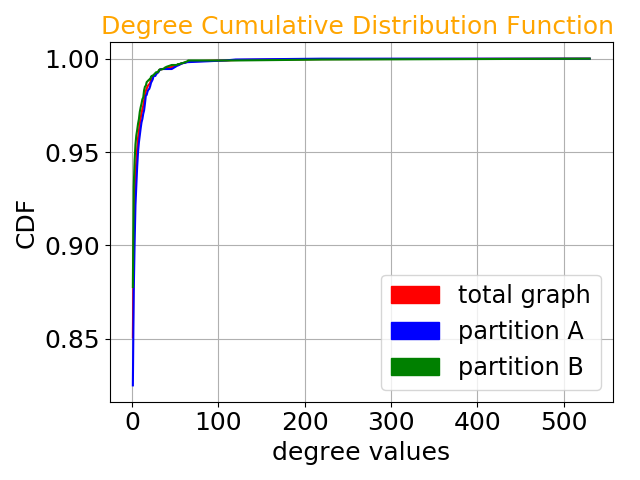 Degree Cumulative Distribution Function
1.00
0.95
0.90
0.85
CDF
total graph
partition A
partition B
0 100 200 300 400 500
degree values